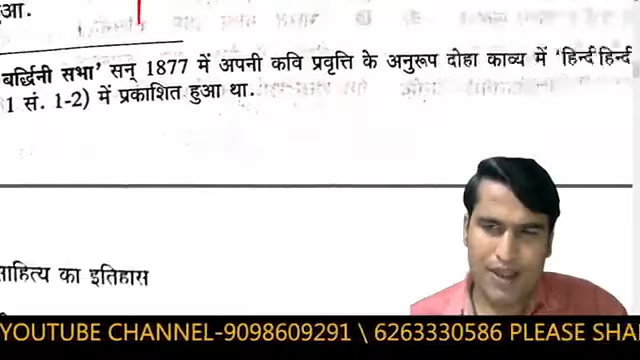 आ.
बर्द्धिनी सभा' सन् 1877 में अपनी कवि प्रवृत्ति के अनुरूप दोहा काव्य में 'हिन्दी हिन्द
1 सं. 1-2) में प्रकाशित हुआ था.
साहित्य का इतिहास
YOUTUBE CHANNEL-9098609291 \ 6263330586 PLEASE SHA